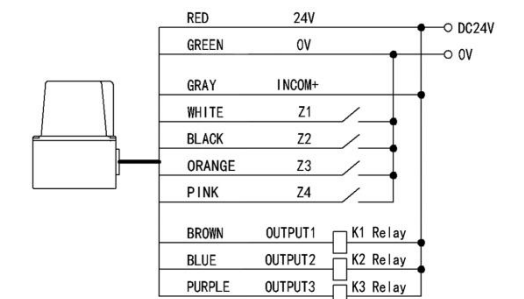 RED 24V
DC24V
GREEN 0V
0V
GRAY INCOM+
WHITE Z1
BLACK Z2
ORANGE Z3
PINK Z4
BROWN OUTPUT1 K1 Relay
BLUE OUTPUT2 K2 Relay
PURPLE OUTPUT3 K3 Relay